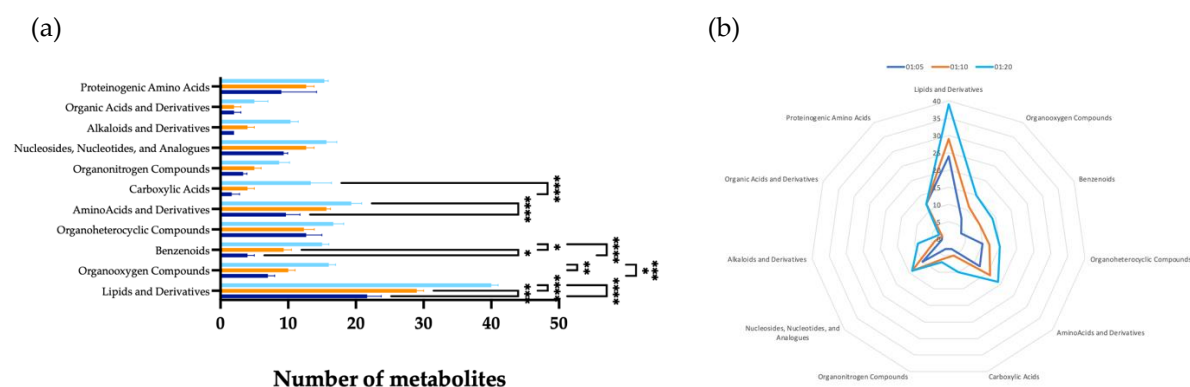 (a)
Proteinogenic Amino Acids
Organic Acids and Derivatives
Alkaloids and Derivatives
Nucleosides, Nucleotides, and Analogues
Organonitrogen Compounds
Carboxylic Acids
AminoAcids and Derivatives
Organoheterocyclic Compounds
Benzenoids
Organooxygen Compounds
Lipids and Derivatives
0 10 20 30 40 50
Number of metabolites
****
****
* ****
*
** ****
**** ****
***
(b)
01:05 01:10 01:20
Lipids and Derivatives
Organooxygen Compounds
Benzenoids
Organoheterocyclic Compounds
AminoAcids and Derivatives
Carboxylic Acids
Organonitrogen Compounds
Nucleosides, Nucleotides, and
Analogues
Alkaloids and Derivatives
Organic Acids and Derivatives
Proteinogenic Amino Acids
40
35
30
25
20
15
10
5